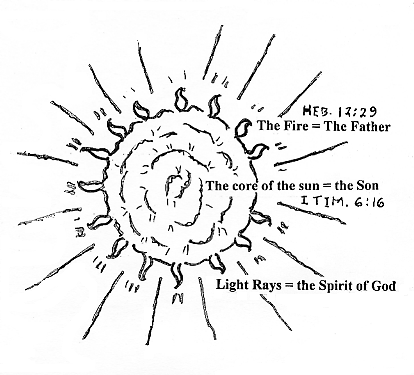 HEB. 12:29
The Fire = The Father
The core of the sun = the Son
I TIM. 6:16
Light Rays = the Spirit of God